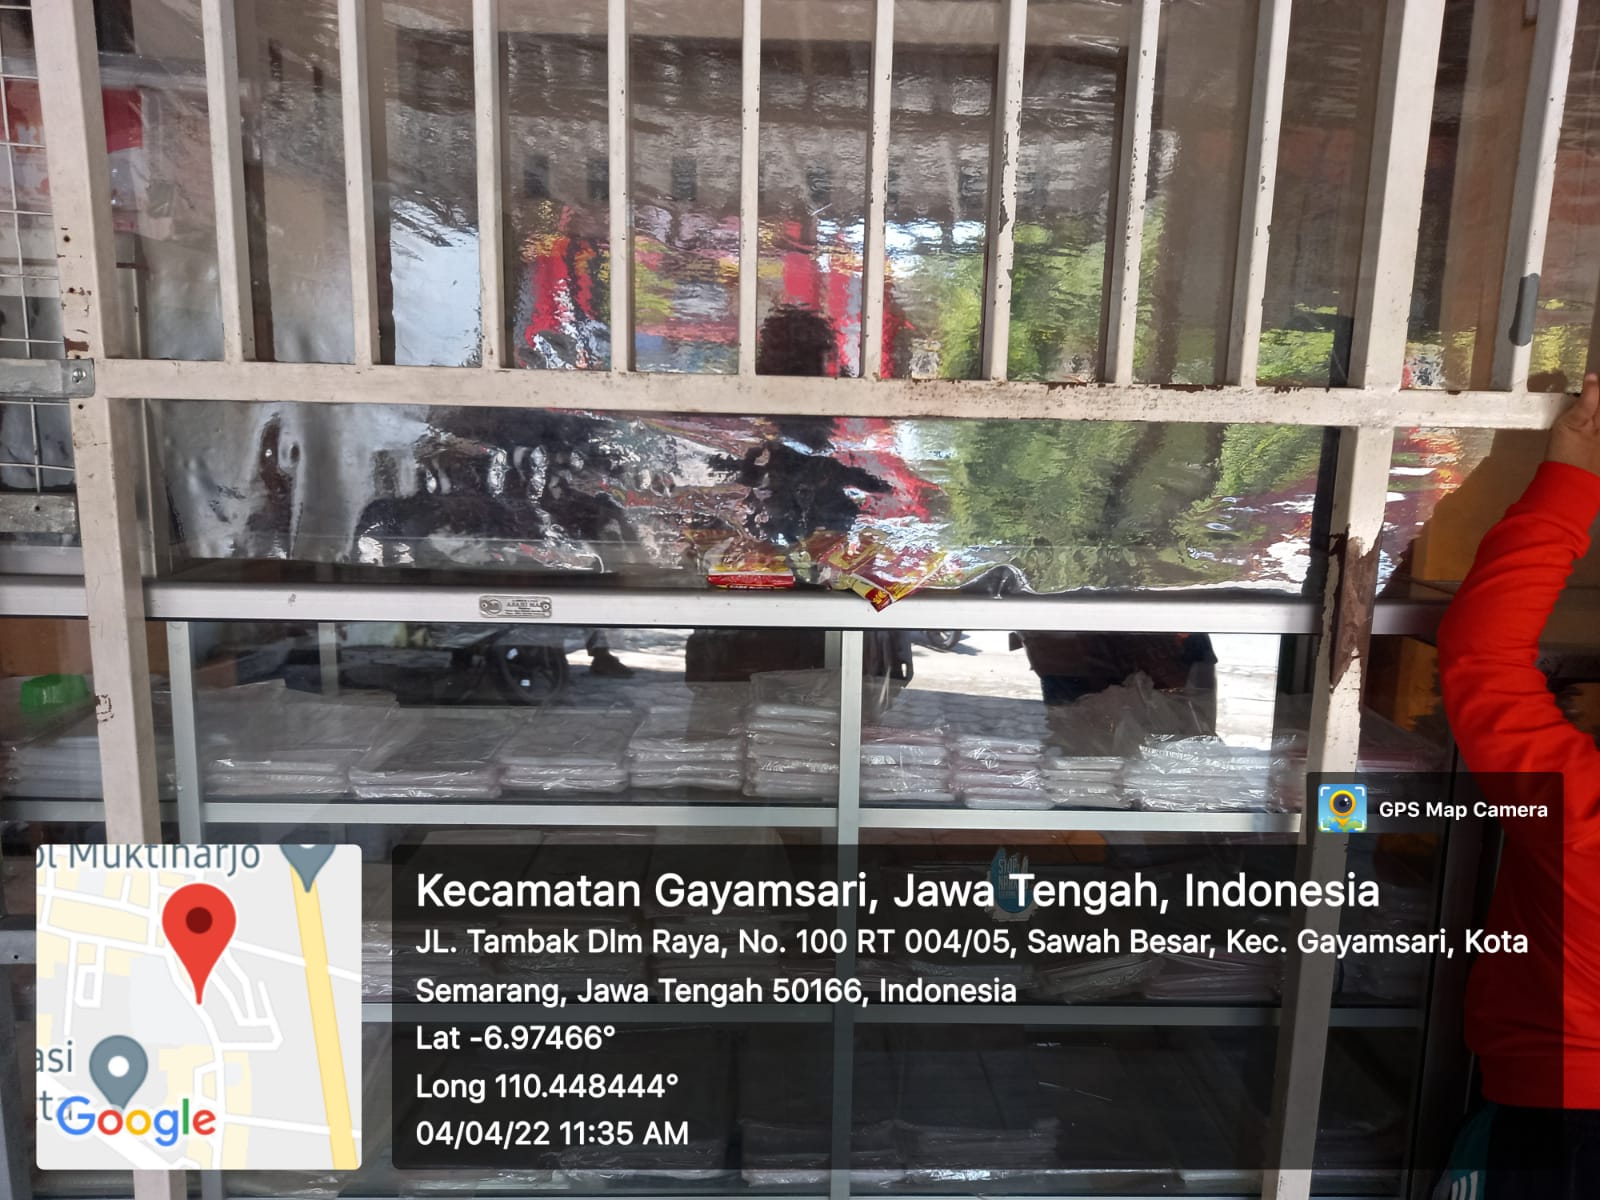 GPS Map Camera
Kecamatan Gayamsari, Jawa Tengah, Indonesia
JL. Tambak Dlm Raya, No. 100 RT 004/05, Sawah Besar, Kec. Gayamsari, Kota
Semarang, Jawa Tengah 50166, Indonesia
Lat -6.97466°
Long 110.448444°
04/04/22 11:35 AM
Muktiharjo
Google
STOP